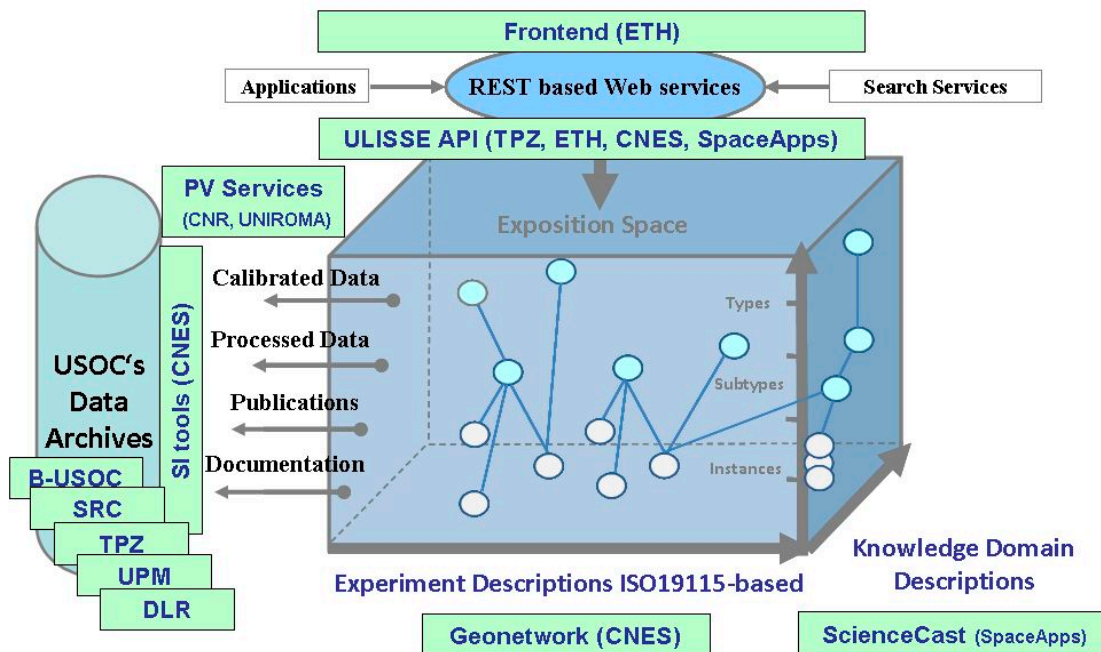 Frontend (ETH)
Applications
REST based Web services
Search Services
ULISSE API (TPZ, ETH, CNES, SpaceApps)
PV Services
(CNR, UNIROMA)
Exposition Space
Calibrated Data
Types
Processed Data
USOC‘s
Data
Archives
SI tools (CNES)
Subtypes
Publications
Documentation
Instances
B-USOC
SRC
TPZ
UPM
DLR
Knowledge Domain
Descriptions
Experiment Descriptions ISO19115-based
Geonetwork (CNES)
ScienceCast (SpaceApps)